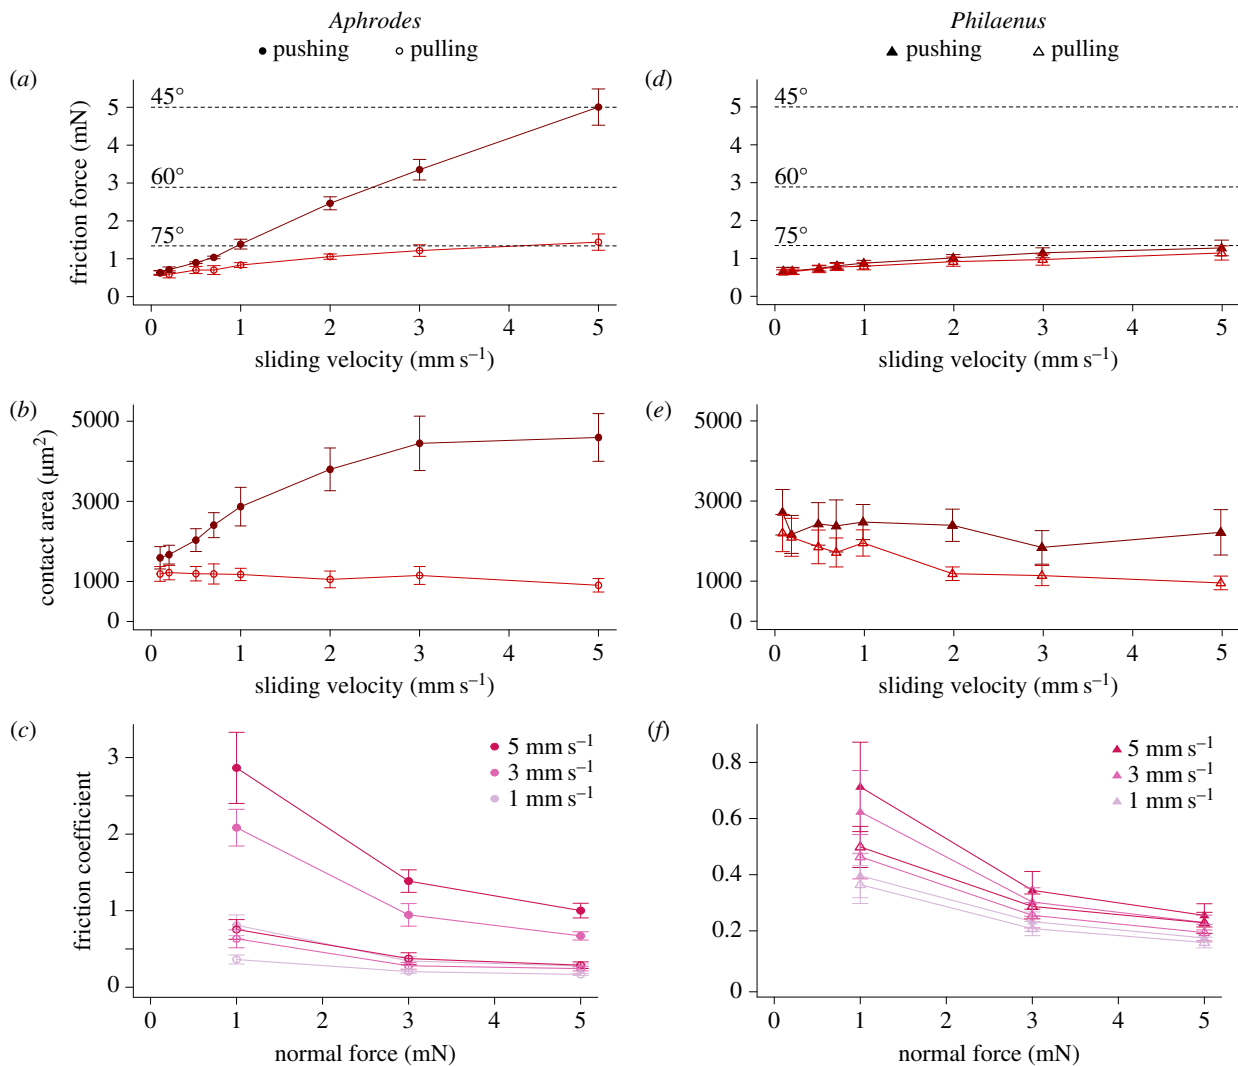 Aphrodes
pushing pulling
(a)
friction force (mN)
45°
60°
75°
5
4
3
2
1
0
0 1 2 3 4 5
sliding velocity (mm s⁻¹)
(b)
contact area (µm²)
5000
3000
1000
0
0 1 2 3 4 5
sliding velocity (mm s⁻¹)
(c)
friction coefficient
5 mm s⁻¹
3 mm s⁻¹
1 mm s⁻¹
3
2
1
0
0 1 2 3 4 5
normal force (mN)
Philaenus
pushing pulling
(d)
45°
60°
75°
5
4
3
2
1
0
0 1 2 3 4 5
sliding velocity (mm s⁻¹)
(e)
5000
3000
1000
0
0 1 2 3 4 5
sliding velocity (mm s⁻¹)
(f)
5 mm s⁻¹
3 mm s⁻¹
1 mm s⁻¹
0.8
0.6
0.4
0.2
0
0 1 2 3 4 5
normal force (mN)